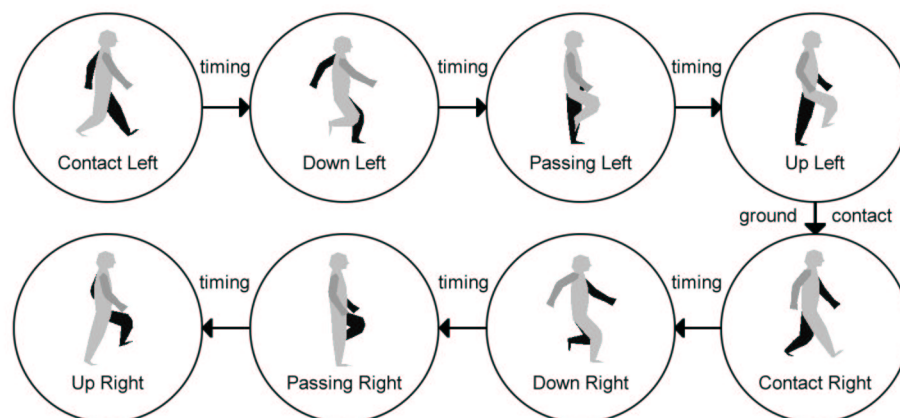 timing
timing
timing
Contact Left
Down Left
Passing Left
Up Left
ground contact
timing
timing
timing
Up Right
Passing Right
Down Right
Contact Right